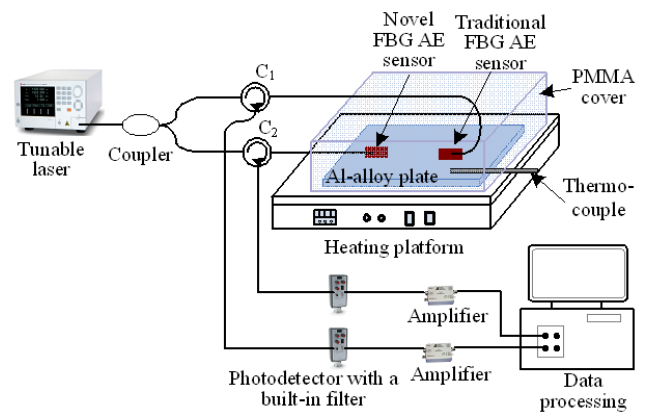 Novel
FBG AE
sensor
Traditional
FBG AE
sensor
PMMA
cover
C1
C2
Tunable
laser
Coupler
Al-alloy plate
Thermo-
couple
Heating platform
Amplifier
Amplifier
Photodetector with a
built-in filter
Data
processing